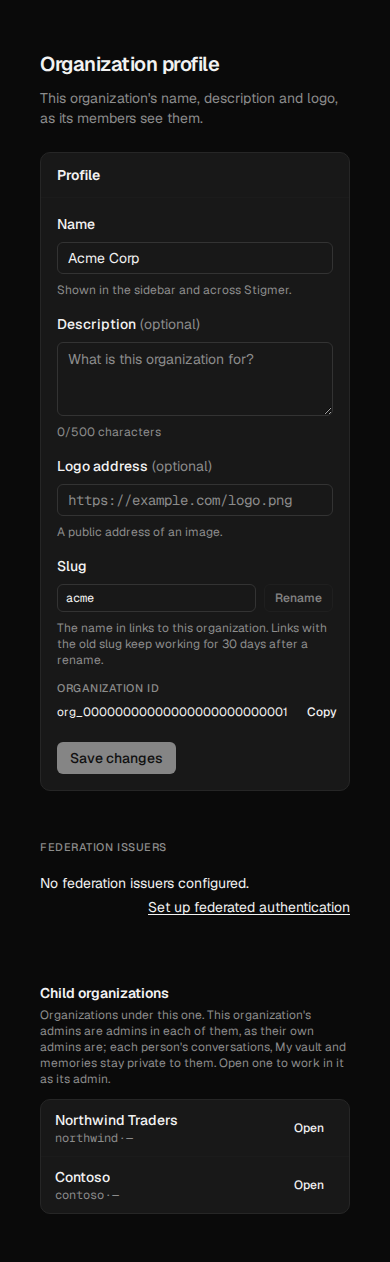 Organization profile
This organization's name, description and logo,
as its members see them.
Profile
Name
Acme Corp
Shown in the sidebar and across Stigmer.
Description (optional)
What is this organization for?
0/500 characters
Logo address (optional)
https://example.com/logo.png
A public address of an image.
Slug
acme
Rename
The name in links to this organization. Links with
the old slug keep working for 30 days after a
rename.
ORGANIZATION ID
org_00000000000000000000000001
Copy
Save changes
FEDERATION ISSUERS
No federation issuers configured.
Set up federated authentication
Child organizations
Organizations under this one. This organization's
admins are admins in each of them, as their own
admins are; each person's conversations, My vault and
memories stay private to them. Open one to work in it
as its admin.
Northwind Traders
northwind · —
Open
Contoso
contoso · —
Open